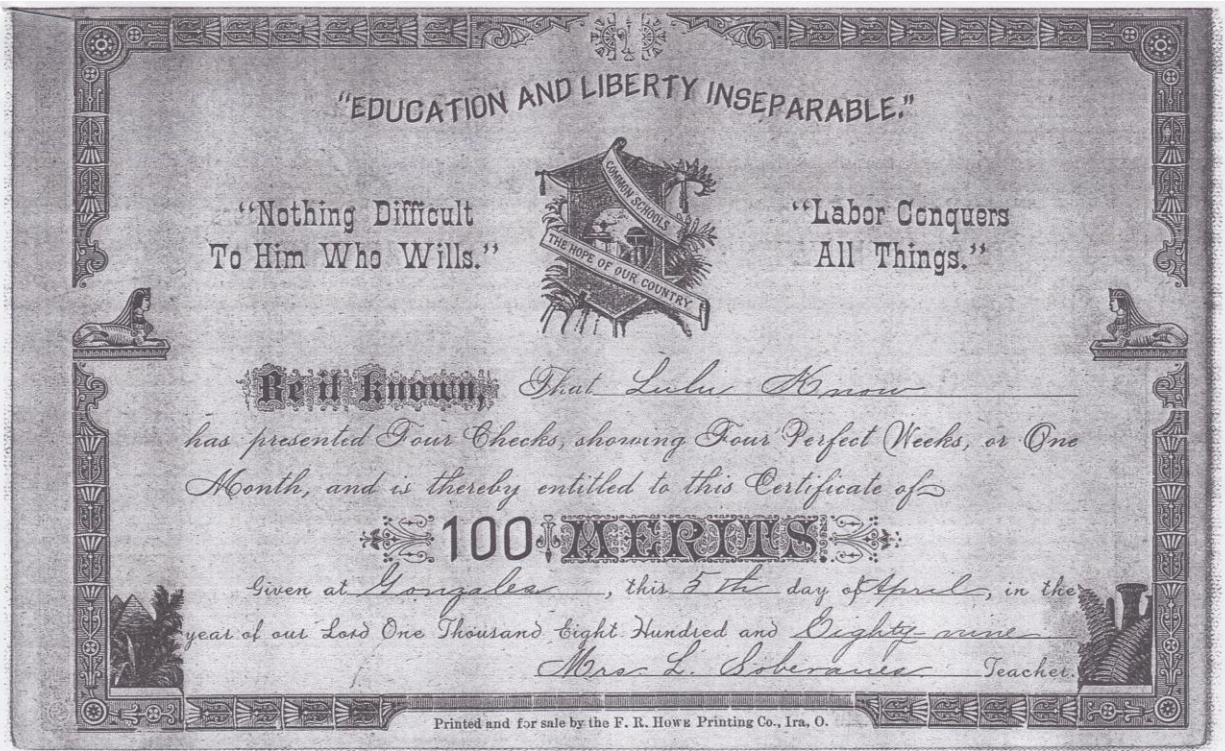 "EDUCATION AND LIBERTY INSEPARABLE."
"Nothing Difficult
To Him Who Wills."
COMMON SCHOOLS
THE HOPE OF OUR COUNTRY
"Labor Conquers
All Things."
Be it Known, That Lulu Know
has presented Four Checks, showing Four Perfect Weeks, or One
Month, and is thereby entitled to this Certificate of
100 MERITS
Given at Gonzales, this 5th day of April, in the
year of our Lord One Thousand Eight Hundred and Eighty-nine
Mrs. L. Soberanes Teacher.
Printed and for sale by the F. R. Howe Printing Co., Ira, O.